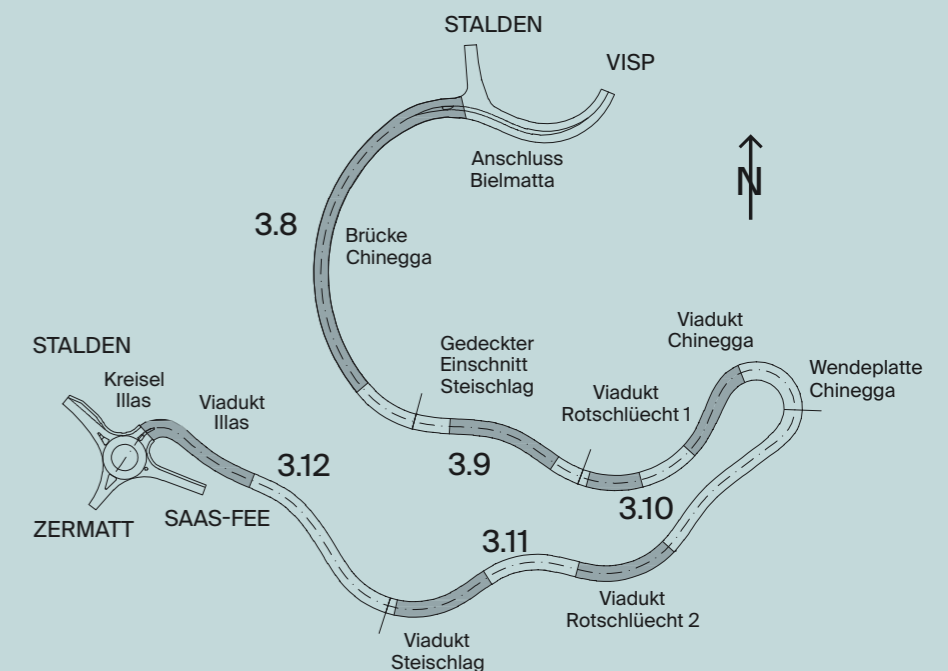 STALDEN
VISP
Anschluss
Bielmatta
N
3.8
Brücke
Chinegga
Viadukt
Chinegga
Gedeckter
Einschnitt
Steischlag
Wendeplatte
Chinegga
STALDEN
Kreisel
Illas
Viadukt
Illas
Viadukt
Rotschlüecht 1
3.12
3.9
3.10
ZERMATT
SAAS-FEE
3.11
Viadukt
Rotschlüecht 2
Viadukt
Steischlag